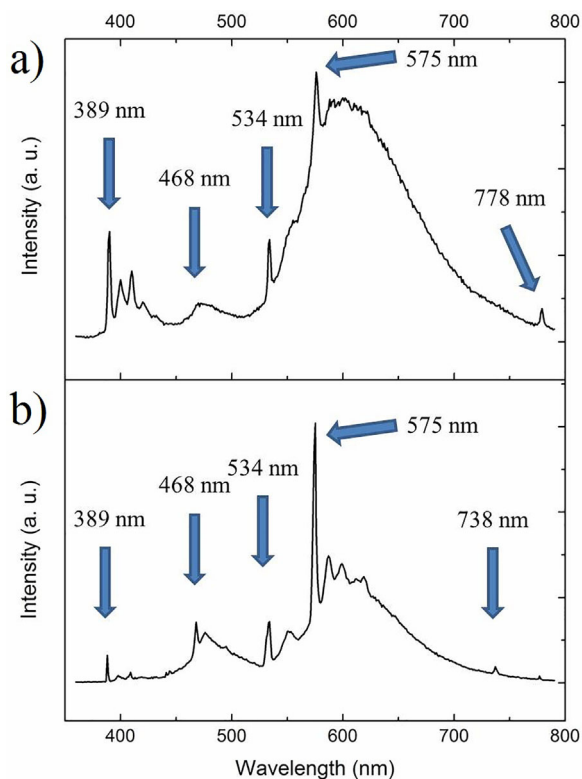 400 500 600 700 800
a)
575 nm
389 nm
534 nm
468 nm
778 nm
Intensity (a. u.)
b)
575 nm
534 nm
468 nm
389 nm
738 nm
Intensity (a. u.)
400 500 600 700 800
Wavelength (nm)